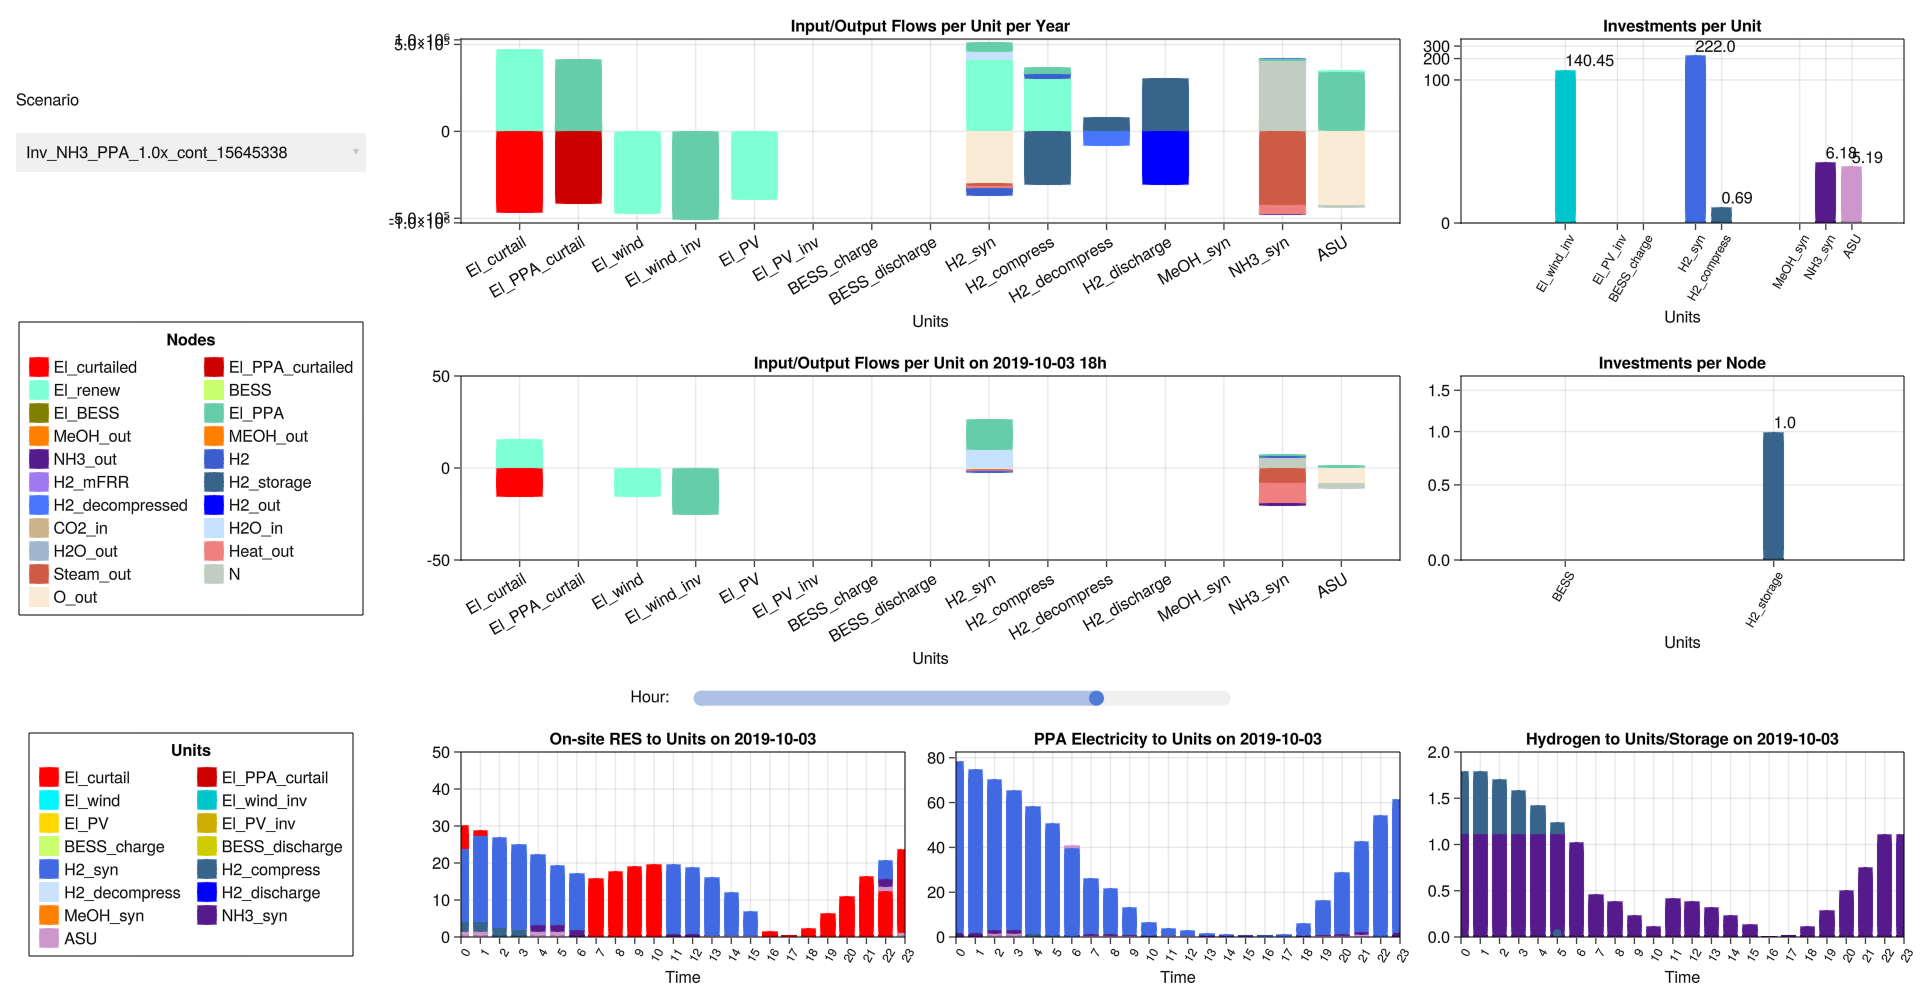 Scenario
Inv_NH3_PPA_1.0x_cont_15645338
Input/Output Flows per Unit per Year
1.0×10⁶
5.0×10⁵
0
-5.0×10⁵
-1.0×10⁶
El_curtail
El_PPA_curtail
El_wind
El_wind_inv
El_PV
El_PV_inv
BESS_charge
BESS_discharge
H2_syn
H2_compress
H2_decompress
H2_discharge
MeOH_syn
NH3_syn
ASU
Units
Investments per Unit
300
200
100
0
140.45
222.0
0.69
6.18
5.19
El_wind_inv
El_PV_inv
BESS_charge
H2_syn
H2_compress
MeOH_syn
NH3_syn
ASU
Units
Nodes
El_curtailed
El_PPA_curtailed
El_renew
BESS
El_BESS
El_PPA
MeOH_out
MEOH_out
NH3_out
H2
H2_mFRR
H2_storage
H2_decompressed
H2_out
CO2_in
H2O_in
H2O_out
Heat_out
Steam_out
N
O_out
Input/Output Flows per Unit on 2019-10-03 18h
50
0
-50
El_curtail
El_PPA_curtail
El_wind
El_wind_inv
El_PV
El_PV_inv
BESS_charge
BESS_discharge
H2_syn
H2_compress
H2_decompress
H2_discharge
MeOH_syn
NH3_syn
ASU
Units
Investments per Node
1.5
1.0
0.5
0.0
1.0
BESS
H2_storage
Units
Hour:
Units
El_curtail
El_PPA_curtail
El_wind
El_wind_inv
El_PV
El_PV_inv
BESS_charge
BESS_discharge
H2_syn
H2_compress
H2_decompress
H2_discharge
MeOH_syn
NH3_syn
ASU
On-site RES to Units on 2019-10-03
50
40
30
20
10
0
0 1 2 3 4 5 6 7 8 9 10 11 12 13 14 15 16 17 18 19 20 21 22 23
Time
PPA Electricity to Units on 2019-10-03
80
60
40
20
0
0 1 2 3 4 5 6 7 8 9 10 11 12 13 14 15 16 17 18 19 20 21 22 23
Time
Hydrogen to Units/Storage on 2019-10-03
2.0
1.5
1.0
0.5
0.0
0 1 2 3 4 5 6 7 8 9 10 11 12 13 14 15 16 17 18 19 20 21 22 23
Time